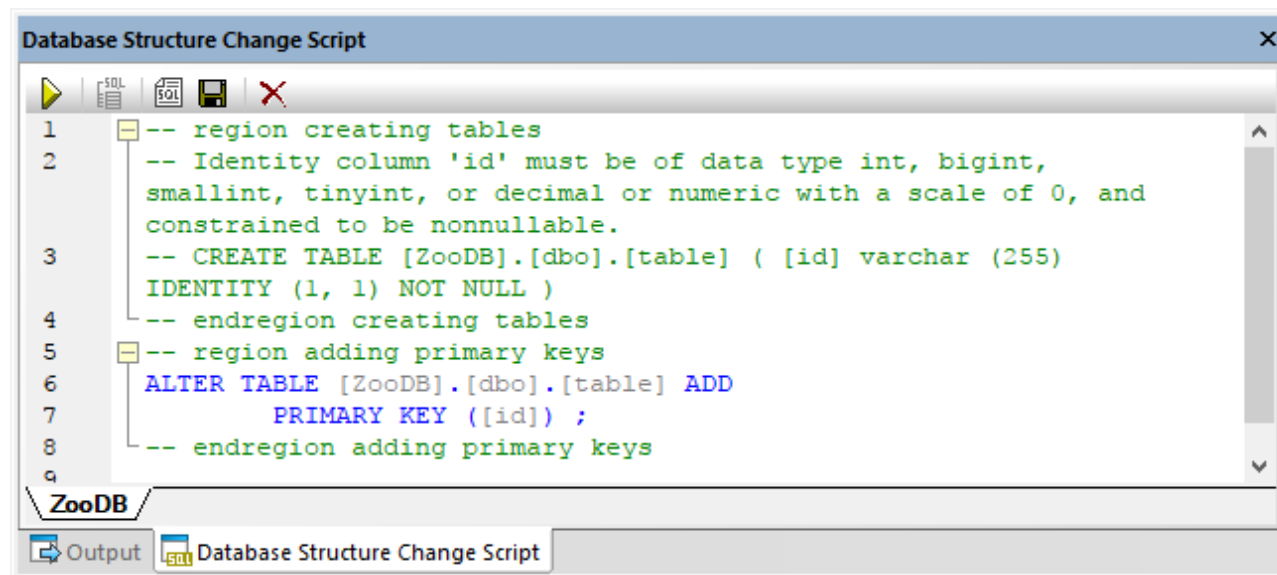 Database Structure Change Script
SQL SQL
1 -- region creating tables
2 -- Identity column 'id' must be of data type int, bigint,
smallint, tinyint, or decimal or numeric with a scale of 0, and
constrained to be nonnullable.
3 -- CREATE TABLE [ZooDB].[dbo].[table] ( [id] varchar (255)
IDENTITY (1, 1) NOT NULL )
4 -- endregion creating tables
5 -- region adding primary keys
6 ALTER TABLE [ZooDB].[dbo].[table] ADD
7 PRIMARY KEY ([id]) ;
8 -- endregion adding primary keys
9
ZooDB
Output SQL Database Structure Change Script